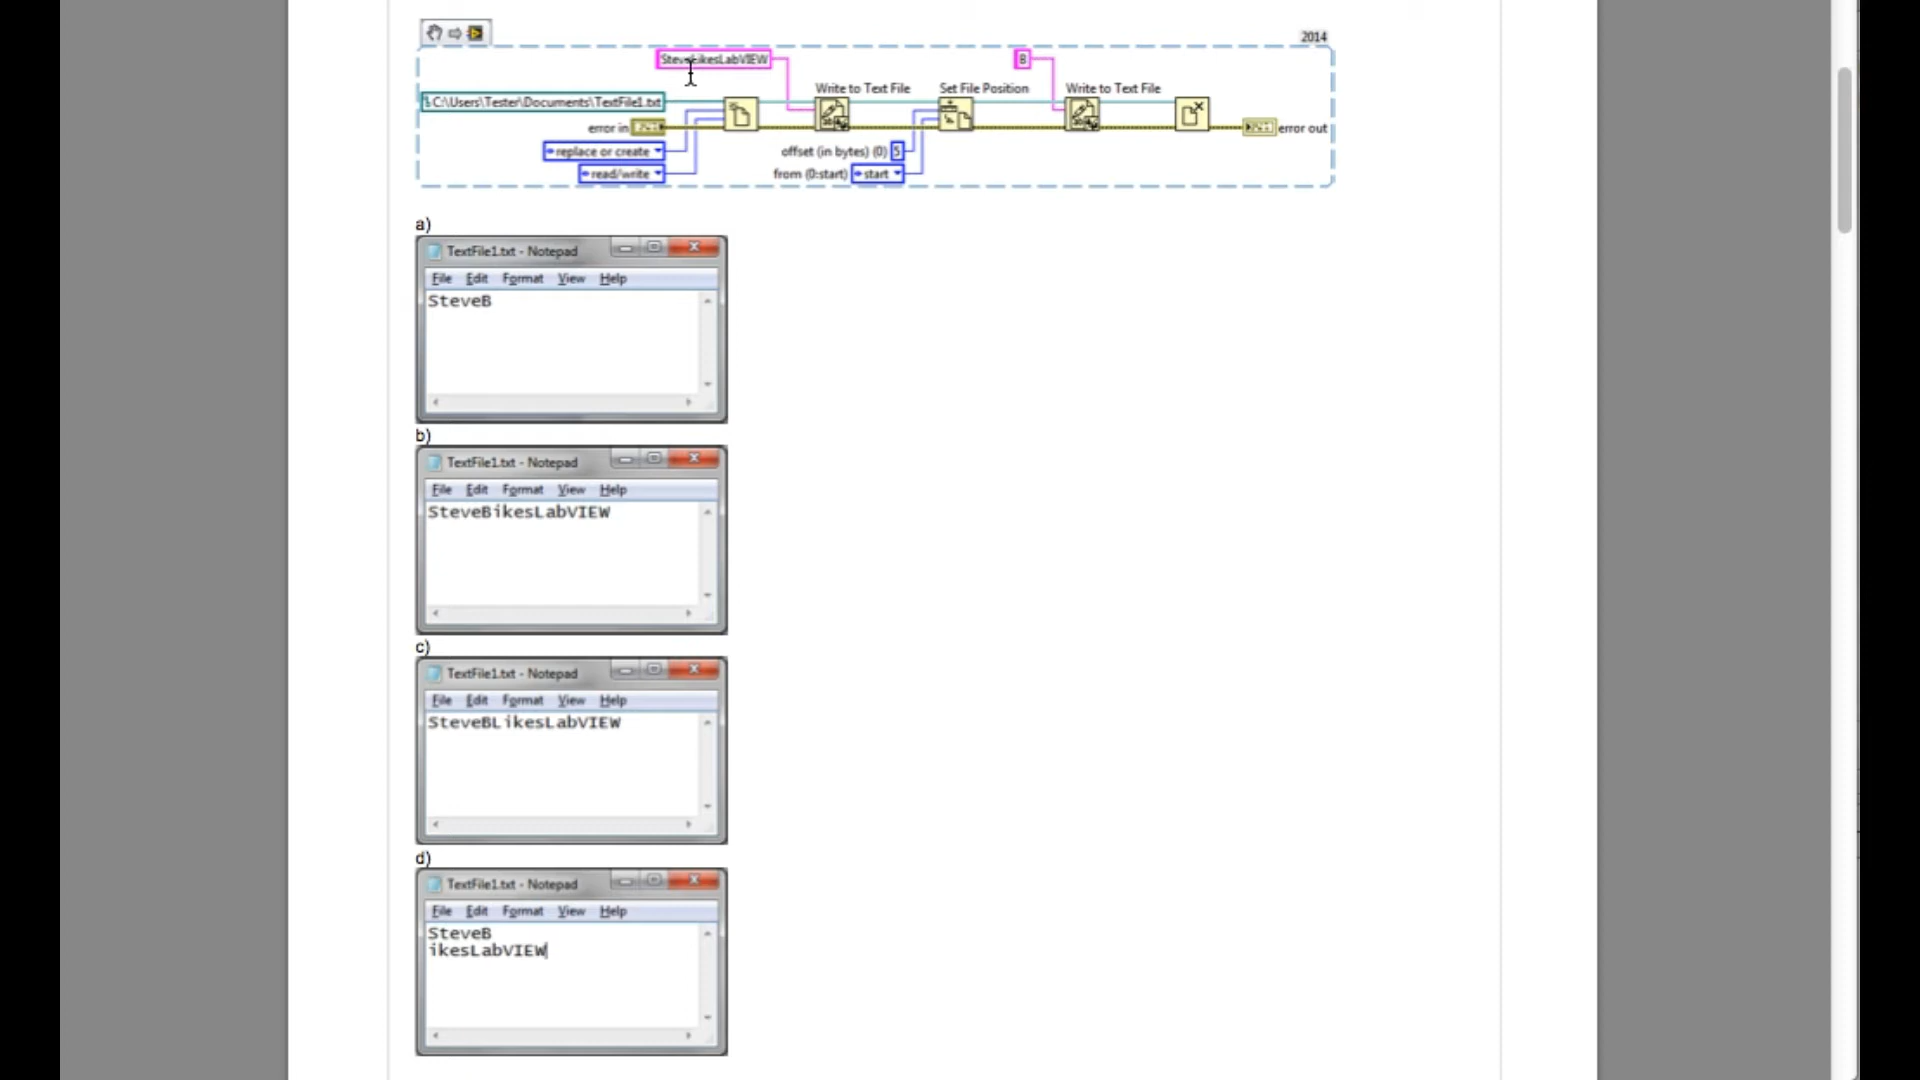 2014
SteveLikesLabVIEW
B
Write to Text File
Set File Position
Write to Text File
C:\Users\Tester\Documents\TextFile1.txt
error in
error out
replace or create
offset (in bytes) (0) 5
read/write
from (0:start) start
a)
TextFile1.txt - Notepad
File Edit Format View Help
SteveB
b)
TextFile1.txt - Notepad
File Edit Format View Help
SteveBikesLabVIEW
c)
TextFile1.txt - Notepad
File Edit Format View Help
SteveBLikesLabVIEW
d)
TextFile1.txt - Notepad
File Edit Format View Help
SteveB
ikesLabVIEW